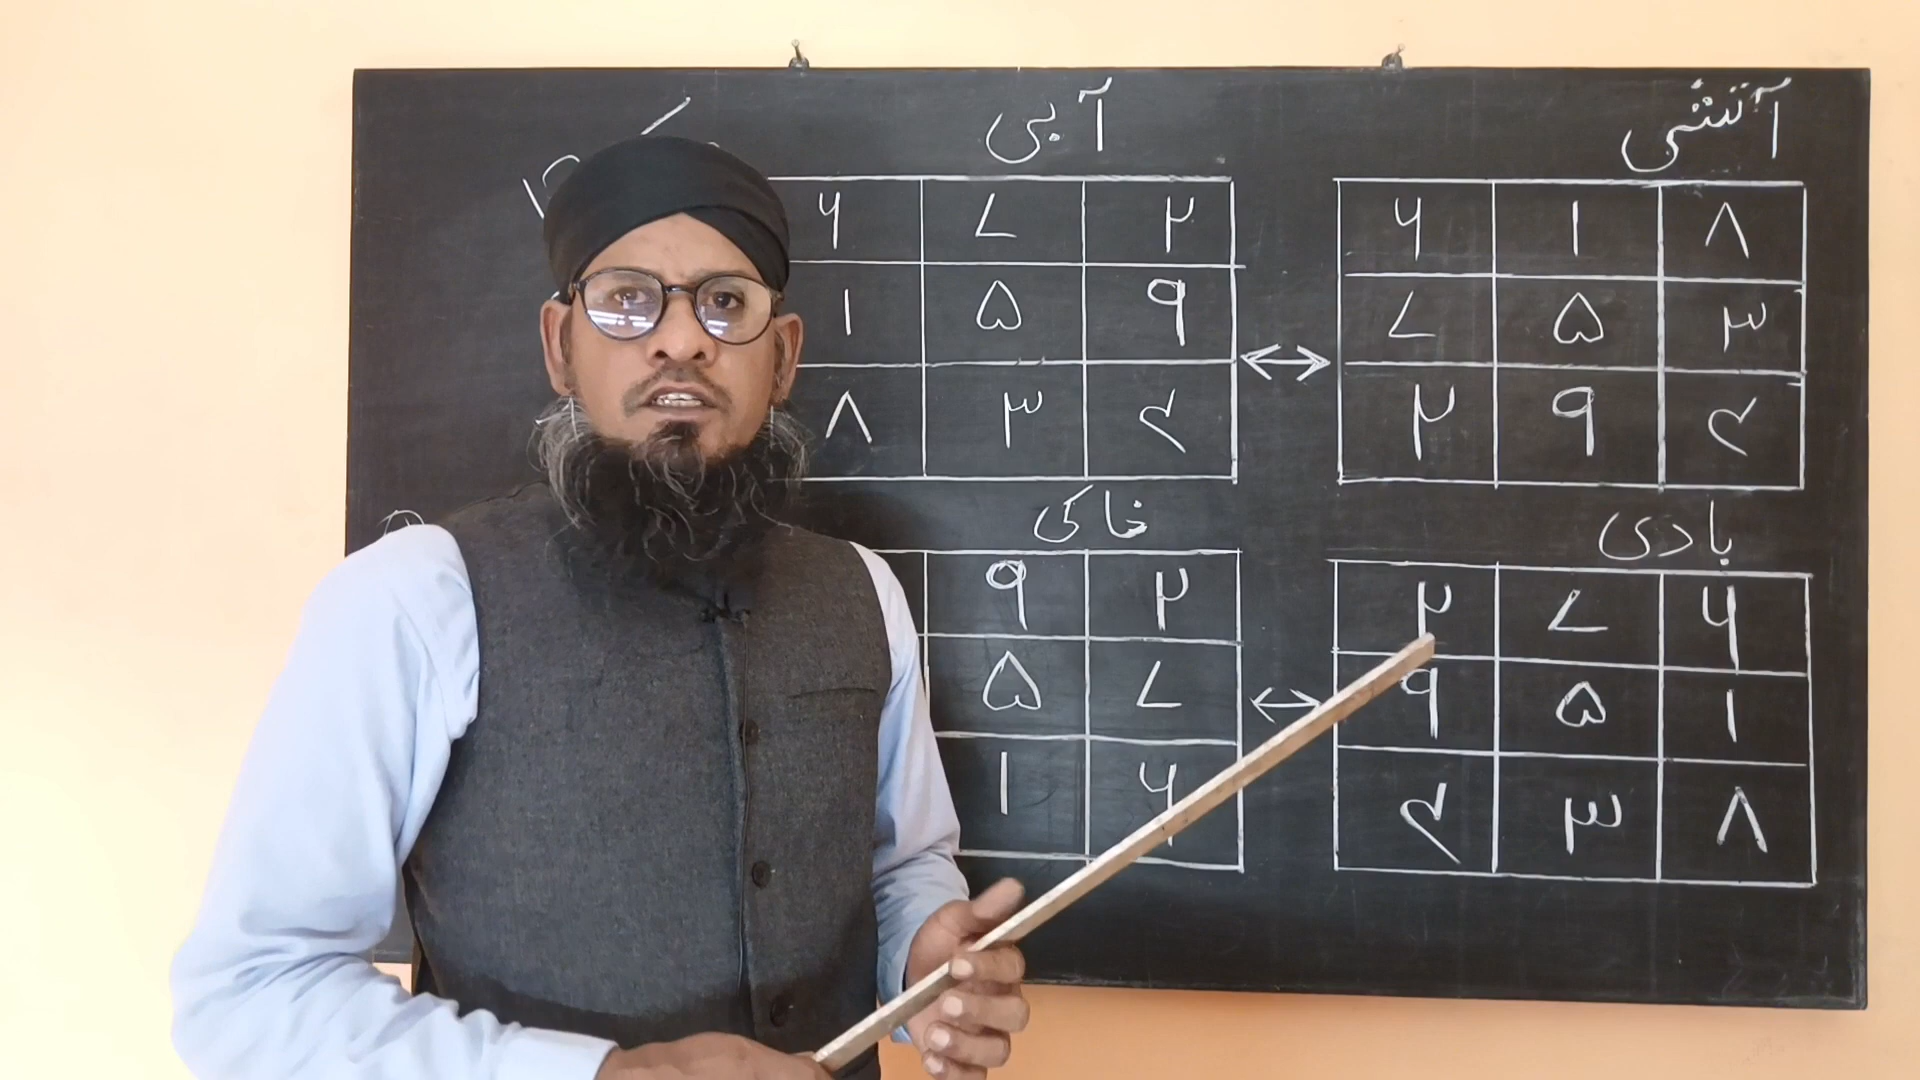 آتشی
۸ ۱ ۶
۳ ۵ ۷
۴ ۹ ۲
آبی
۲ ۷ ۶
۹ ۵ ۱
۴ ۳ ۸
بادی
۶ ۷ ۲
۱ ۵ ۹
۸ ۳ ۴
خاکی
۲ ۹
۷ ۵
۶ ۱